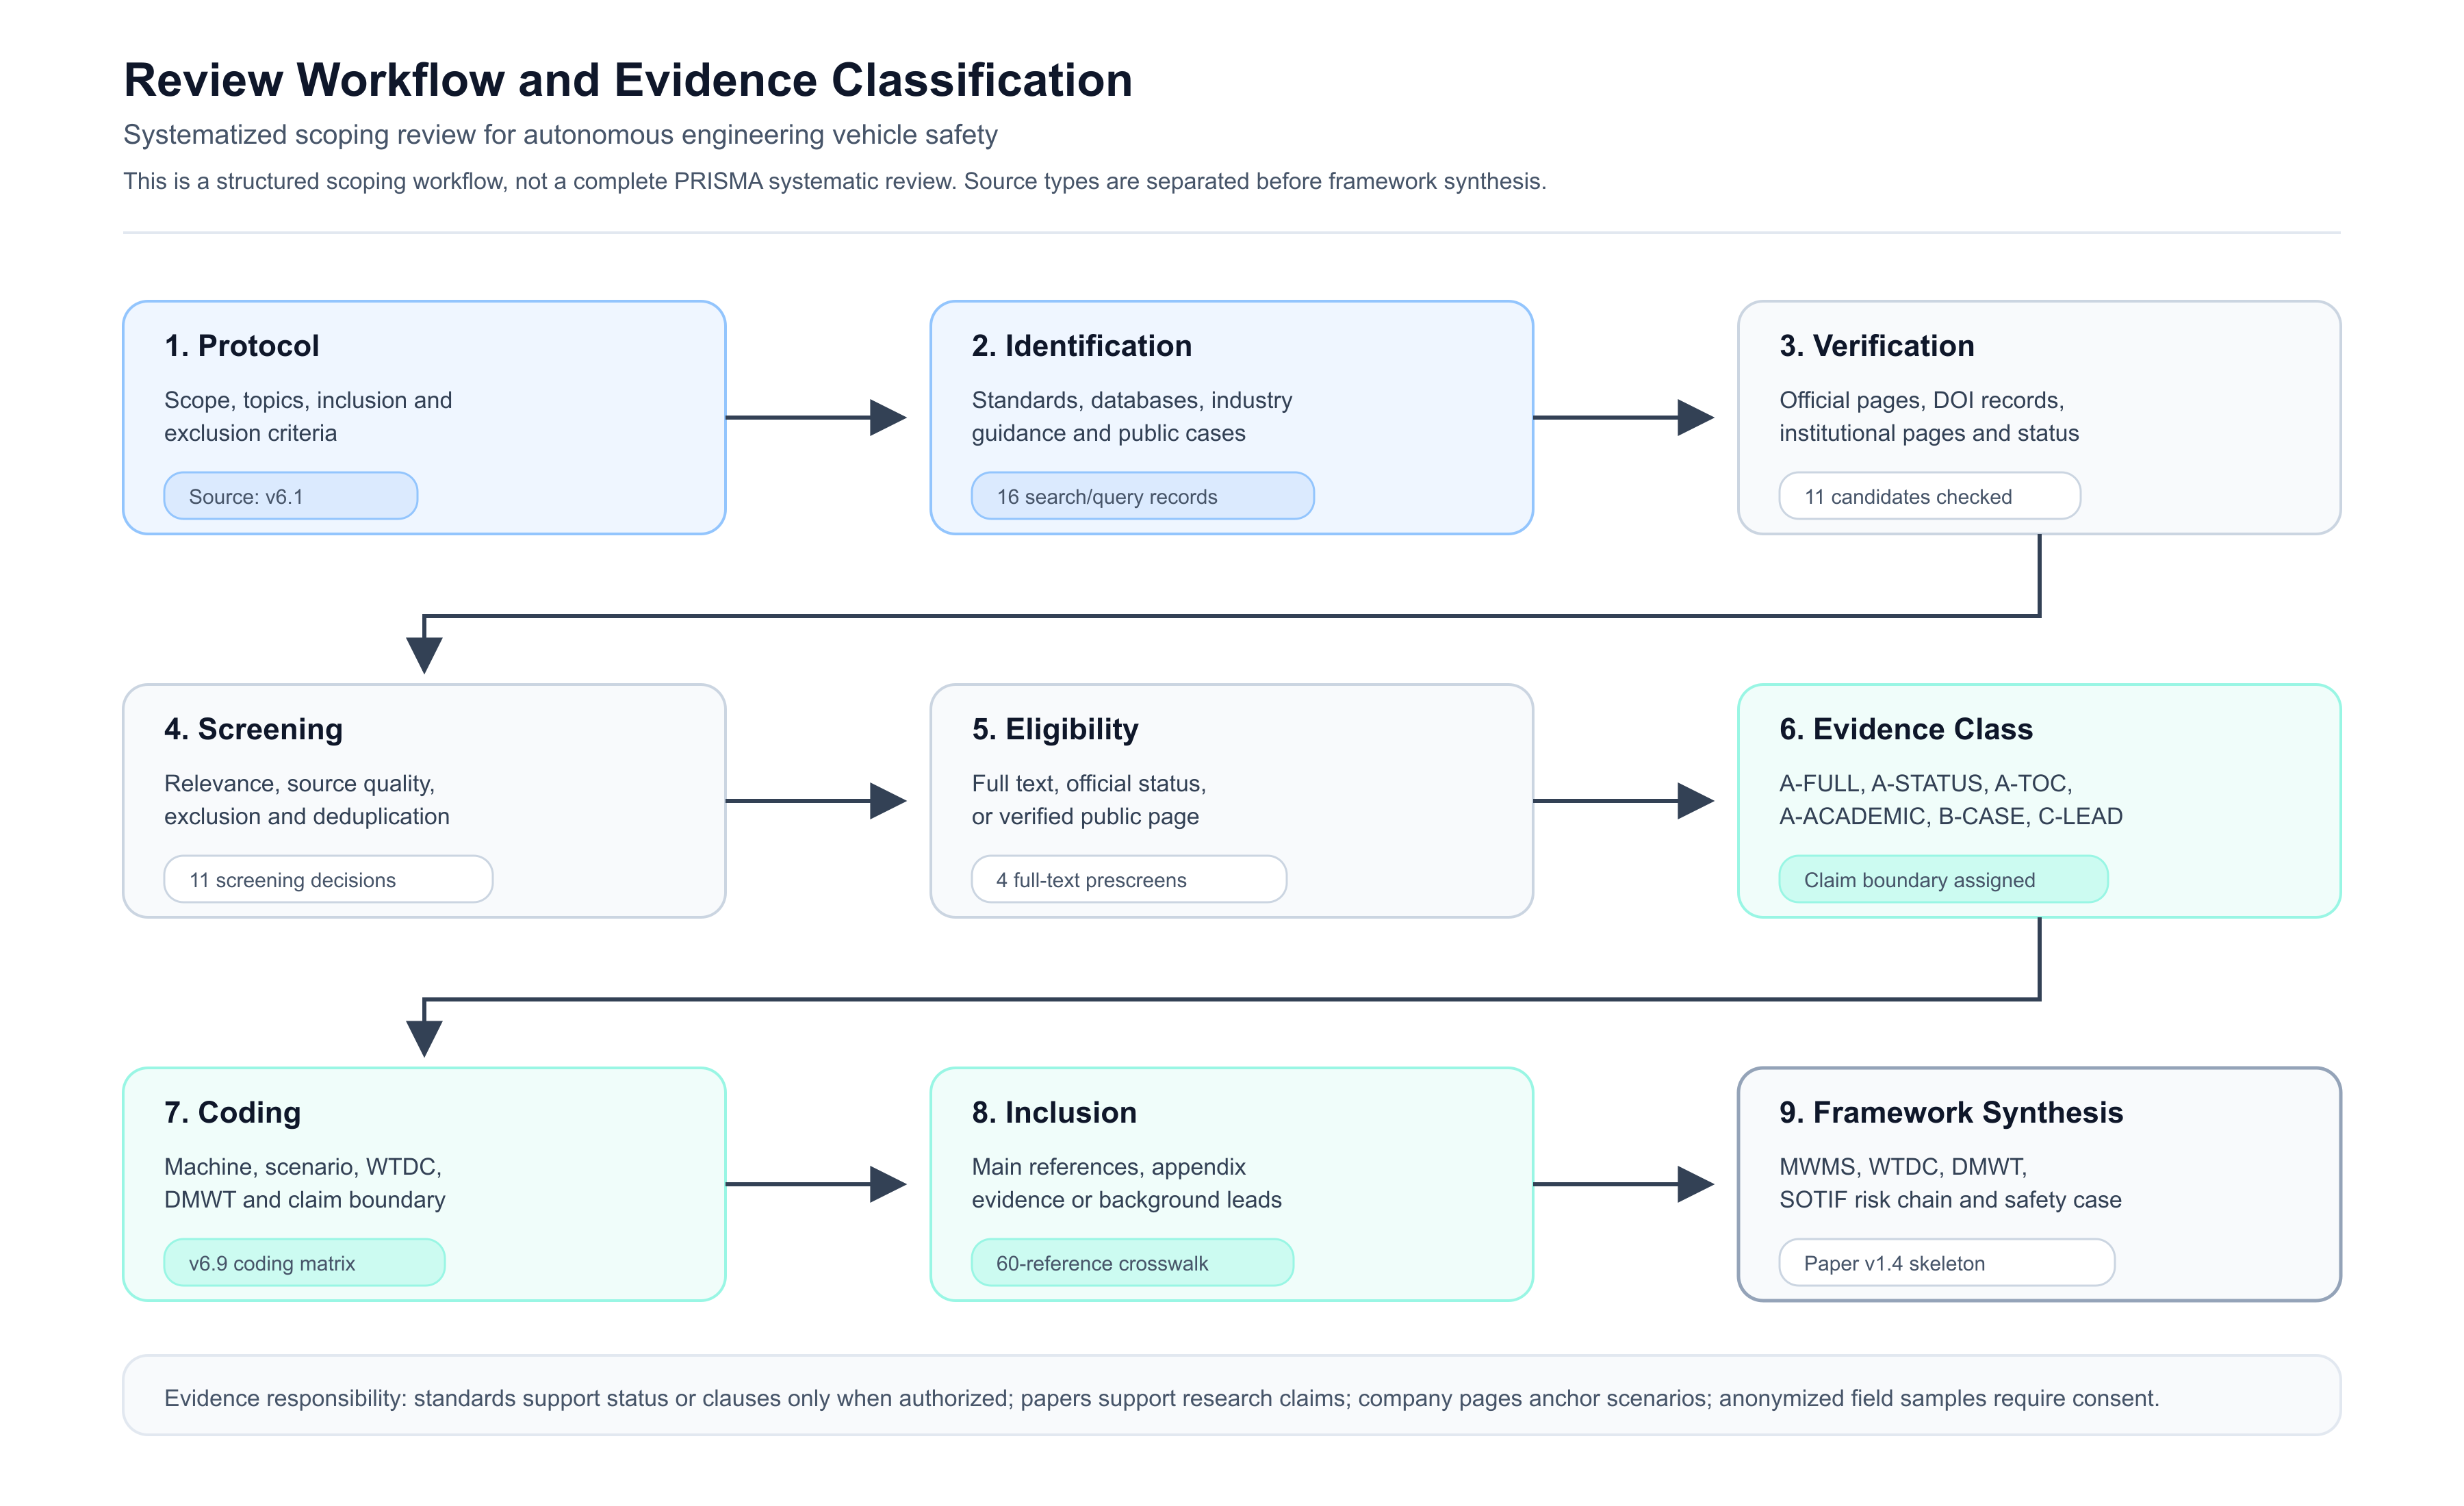 Review Workflow and Evidence Classification
Systematized scoping review for autonomous engineering vehicle safety
This is a structured scoping workflow, not a complete PRISMA systematic review. Source types are separated before framework synthesis.
1. Protocol
Scope, topics, inclusion and
exclusion criteria
Source: v6.1
2. Identification
Standards, databases, industry
guidance and public cases
16 search/query records
3. Verification
Official pages, DOI records,
institutional pages and status
11 candidates checked
4. Screening
Relevance, source quality,
exclusion and deduplication
11 screening decisions
5. Eligibility
Full text, official status,
or verified public page
4 full-text prescreens
6. Evidence Class
A-FULL, A-STATUS, A-TOC,
A-ACADEMIC, B-CASE, C-LEAD
Claim boundary assigned
7. Coding
Machine, scenario, WTDC,
DMWT and claim boundary
v6.9 coding matrix
8. Inclusion
Main references, appendix
evidence or background leads
60-reference crosswalk
9. Framework Synthesis
MWMS, WTDC, DMWT,
SOTIF risk chain and safety case
Paper v1.4 skeleton
Evidence responsibility: standards support status or clauses only when authorized; papers support research claims; company pages anchor scenarios; anonymized field samples require consent.